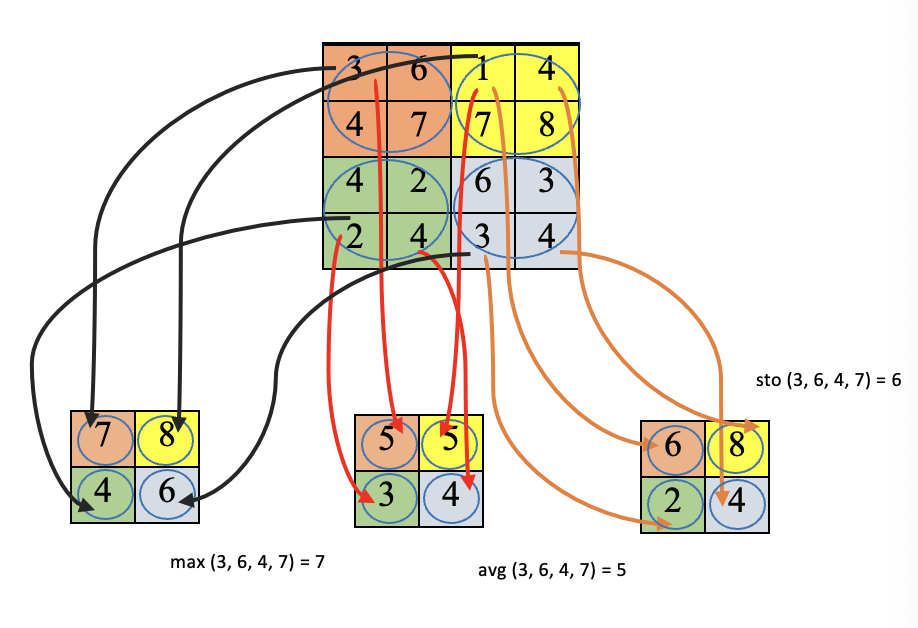 3 6 1 4
4 7 7 8
4 2 6 3
2 4 3 4
sto (3, 6, 4, 7) = 6
7 8
4 6
5 5
3 4
6 8
2 4
max (3, 6, 4, 7) = 7
avg (3, 6, 4, 7) = 5